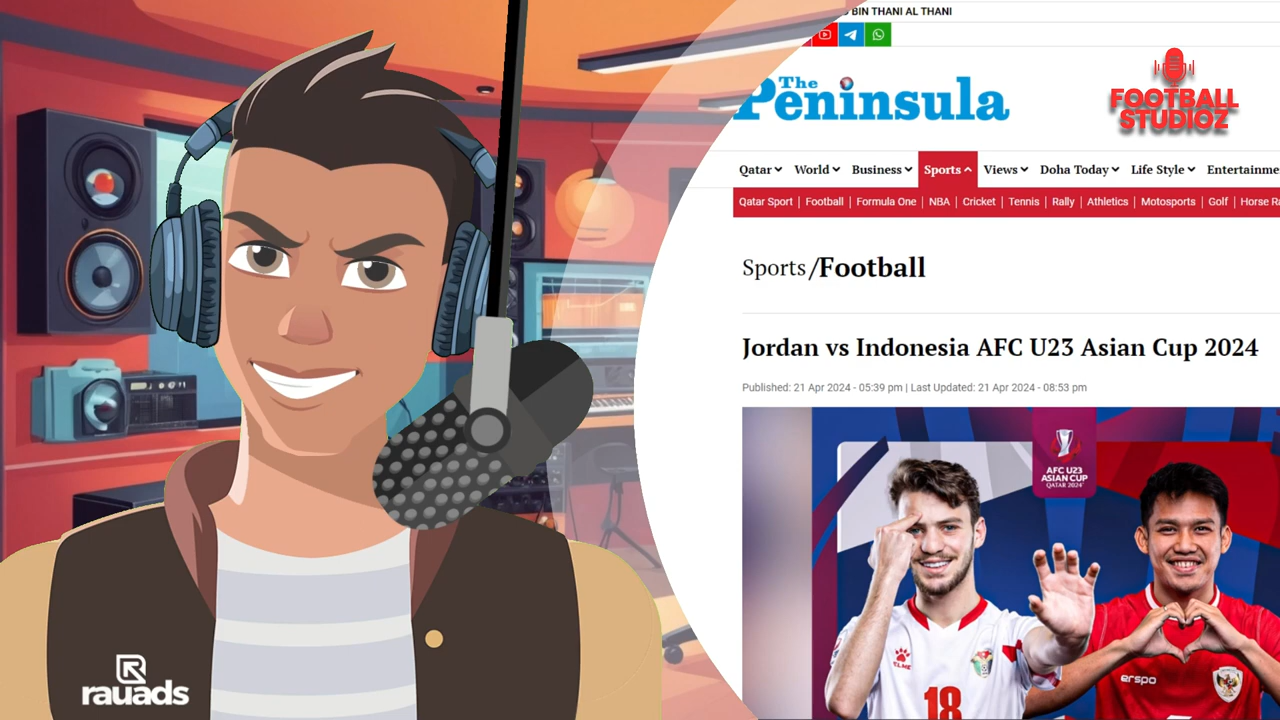 BIN THANI AL THANI
The
Peninsula
FOOTBALL
STUDIOZ
Qatar World Business Sports Views Doha Today Life Style Entertainme
Qatar Sport | Football | Formula One | NBA | Cricket | Tennis | Rally | Athletics | Motosports | Golf | Horse R
Sports/Football
Jordan vs Indonesia AFC U23 Asian Cup 2024
Published: 21 Apr 2024 - 05:39 pm | Last Updated: 21 Apr 2024 - 08:53 pm
AFC U23
ASIAN CUP
QATAR 2024
KELME
erspo
18
rauads